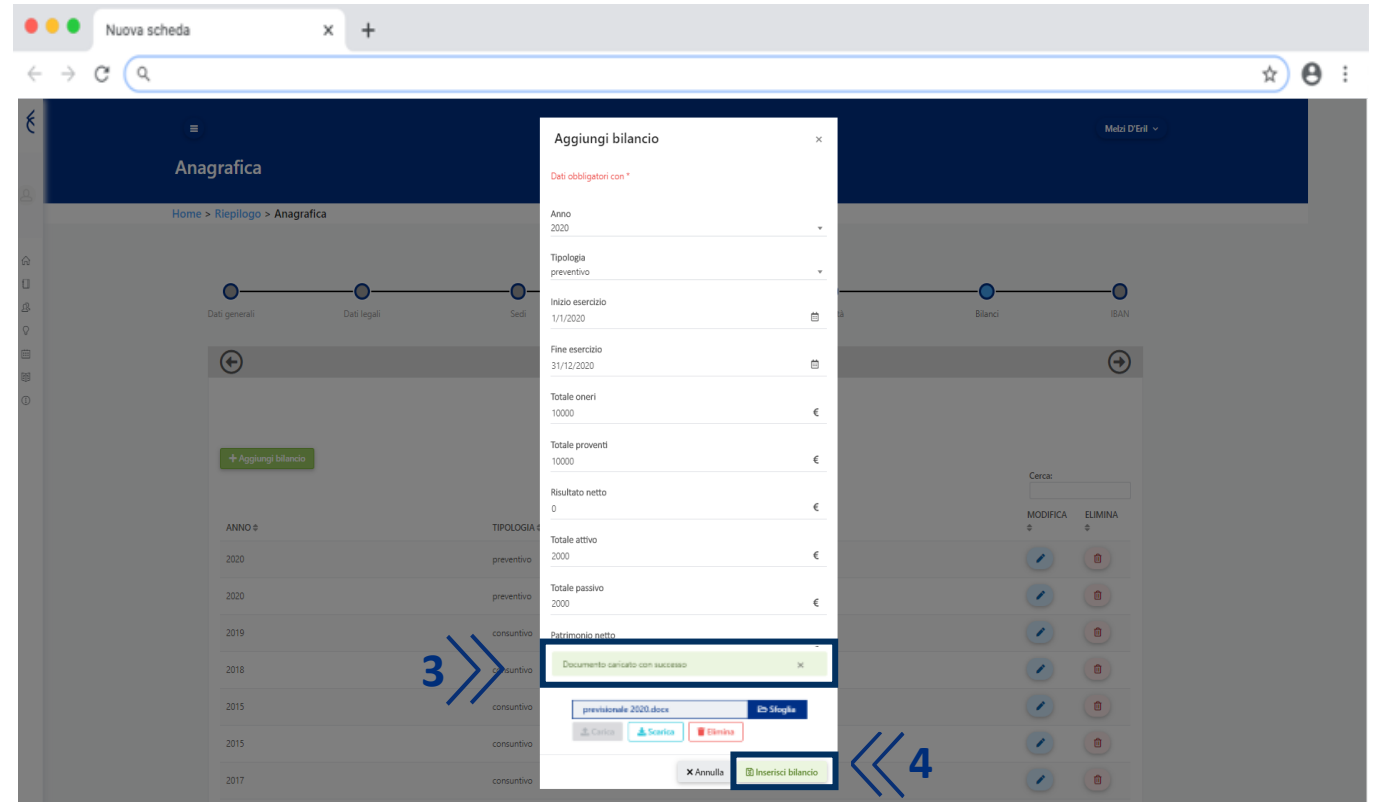 Nuova scheda
Melzi D'Eril
Anagrafica
Home > Riepilogo > Anagrafica
Aggiungi bilancio
Dati obbligatori con *
Anno
2020
Tipologia
preventivo
Inizio esercizio
1/1/2020
Fine esercizio
31/12/2020
Totale oneri
10000 €
Totale proventi
10000 €
Risultato netto
0 €
Totale attivo
2000 €
Totale passivo
2000 €
Patrimonio netto
Documento caricato con successo
previsionale 2020.docx Sfoglia
Carica Scarica Elimina
Annulla Inserisci bilancio
3
4
Dati generali Dati legali Sedi Bilanci IBAN
+ Aggiungi bilancio
Cerca:
ANNO TIPOLOGIA MODIFICA ELIMINA
2020 preventivo
2020 preventivo
2019 consuntivo
2018 consuntivo
2015 consuntivo
2015 consuntivo
2017 consuntivo